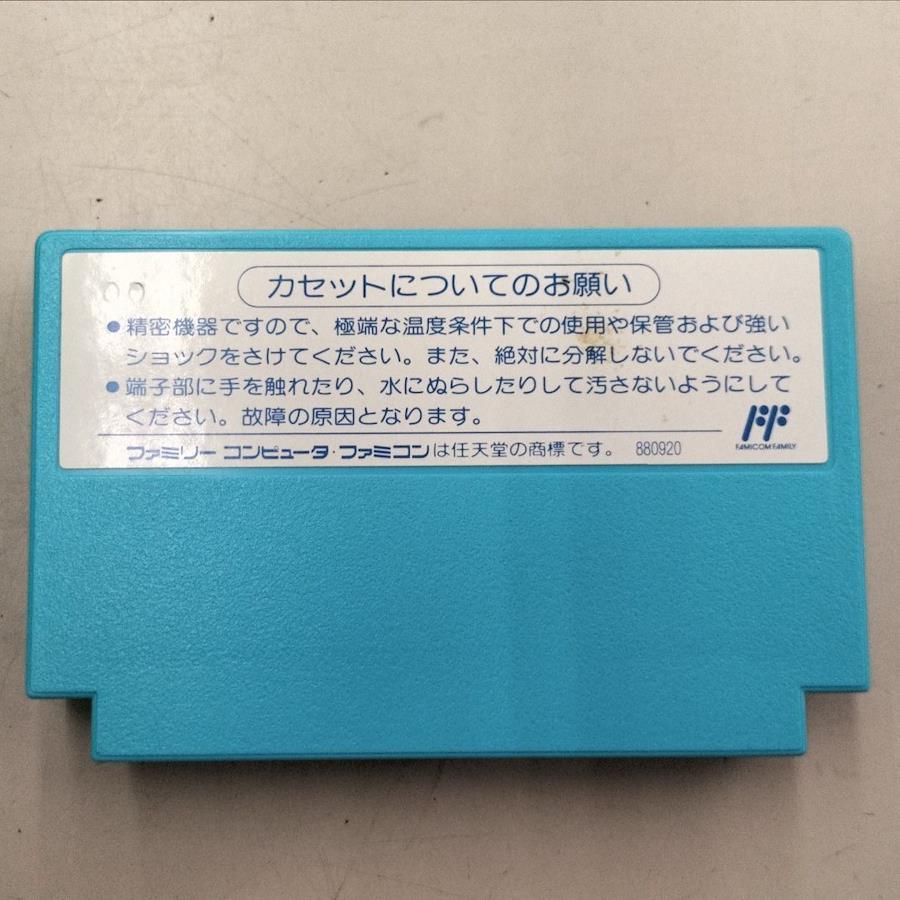 カセットについてのお願い
●精密機器ですので、極端な温度条件下での使用や保管および強い
ショックをさけてください。また、絶対に分解しないでください。
●端子部に手を触れたり、水にぬらしたりして汚さないようにして
ください。故障の原因となります。
FAMICOM FAMILY
ファミリー コンピュータ・ファミコンは任天堂の商標です。 880920